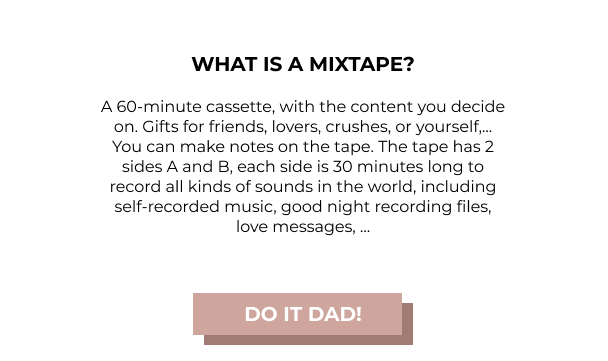 WHAT IS A MIXTAPE?
A 60-minute cassette, with the content you decide
on. Gifts for friends, lovers, crushes, or yourself,...
You can make notes on the tape. The tape has 2
sides A and B, each side is 30 minutes long to
record all kinds of sounds in the world, including
self-recorded music, good night recording files,
love messages, ...
DO IT DAD!